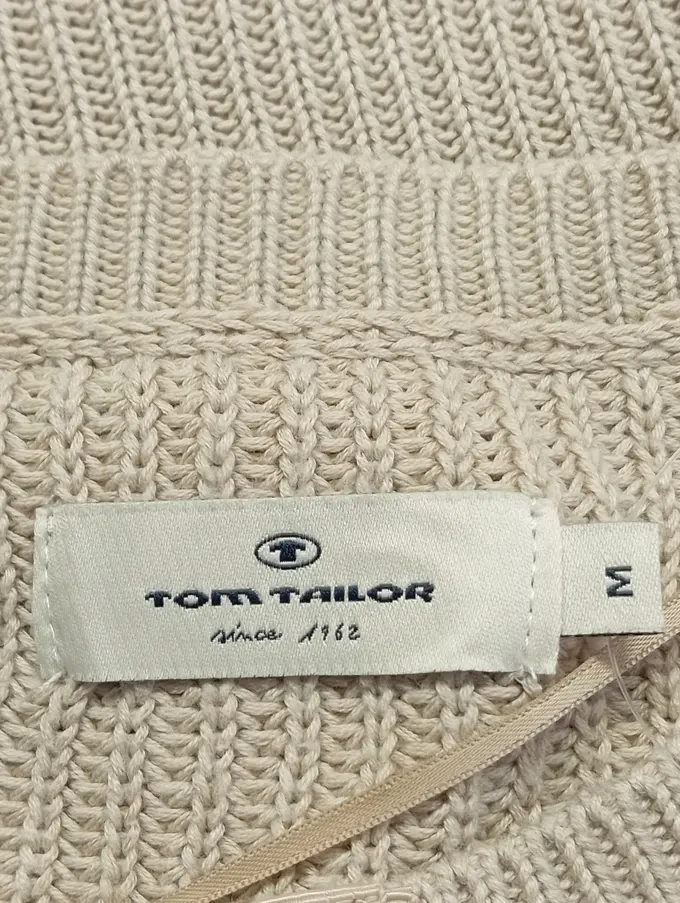 T
TOM TAILOR
since 1962
M